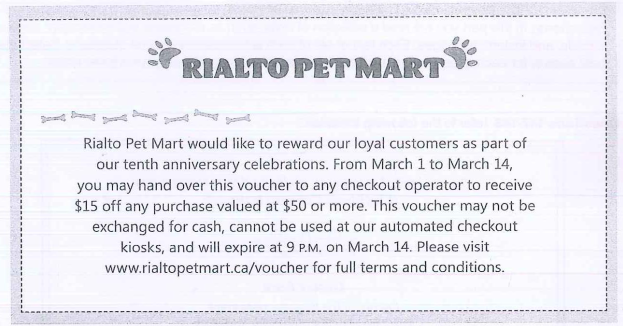 RIALTO PET MART
Rialto Pet Mart would like to reward our loyal customers as part of
our tenth anniversary celebrations. From March 1 to March 14,
you may hand over this voucher to any checkout operator to receive
$15 off any purchase valued at $50 or more. This voucher may not be
exchanged for cash, cannot be used at our automated checkout
kiosks, and will expire at 9 P.M. on March 14. Please visit
www.rialtopetmart.ca/voucher for full terms and conditions.